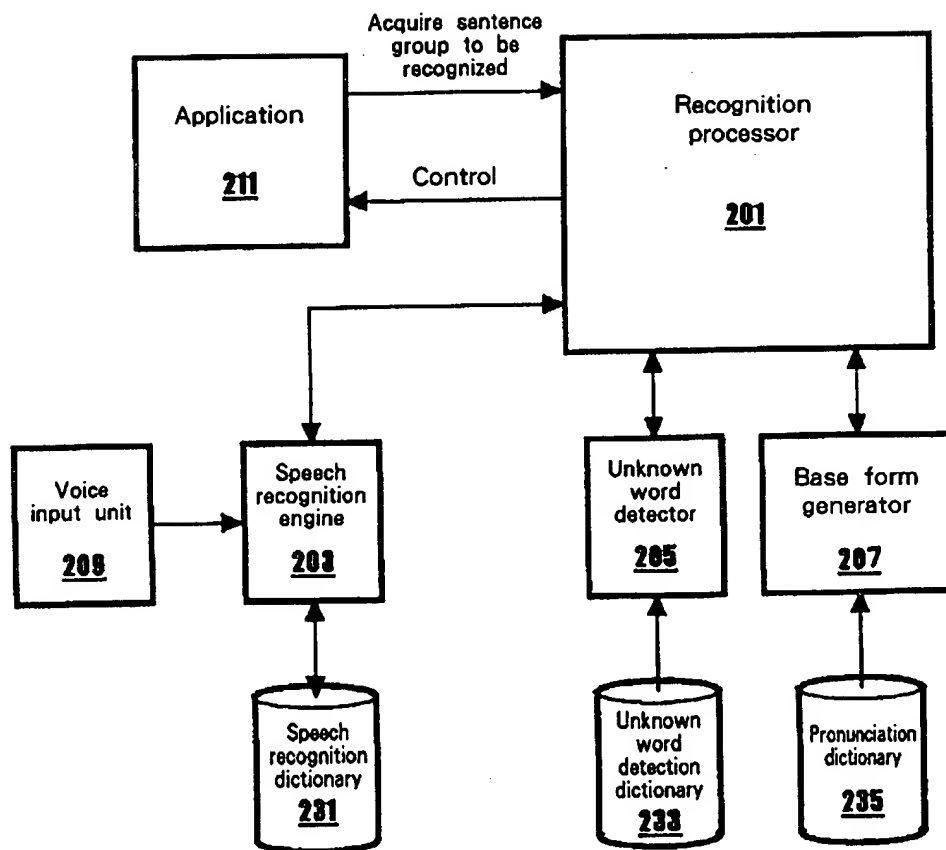 Acquire sentence
group to be
recognized
Application
211
Recognition
processor
201
Control
Voice
input unit
209
Speech
recognition
engine
203
Unknown
word
detector
205
Base form
generator
207
Speech
recognition
dictionary
231
Unknown
word
detection
dictionary
233
Pronunciation
dictionary
235